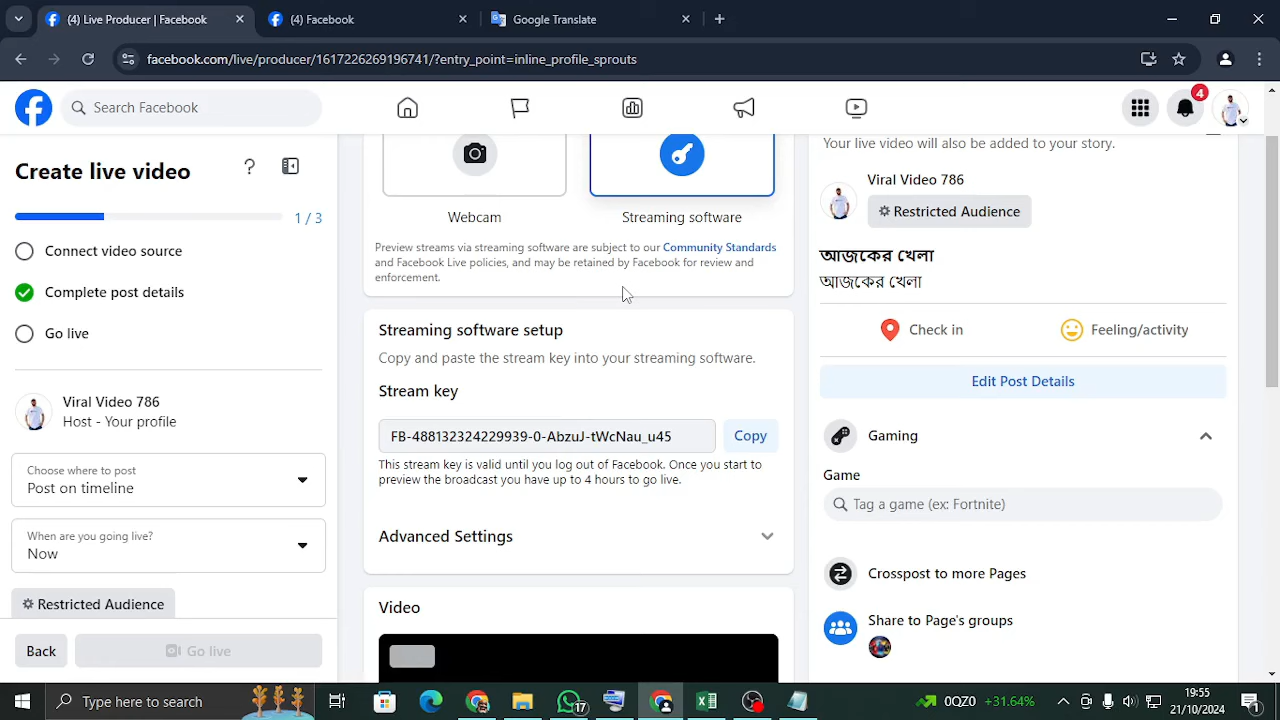 (4) Live Producer | Facebook
(4) Facebook
Google Translate
facebook.com/live/producer/1617226269196741/?entry_point=inline_profile_sprouts
Search Facebook
4
Create live video
1 / 3
Connect video source
Complete post details
Go live
Viral Video 786
Host - Your profile
Choose where to post
Post on timeline
When are you going live?
Now
Restricted Audience
Back
Go live
Webcam
Streaming software
Preview streams via streaming software are subject to our Community Standards
and Facebook Live policies, and may be retained by Facebook for review and
enforcement.
Streaming software setup
Copy and paste the stream key into your streaming software.
Stream key
FB-488132324229939-0-AbzuJ-tWcNau_u45
Copy
This stream key is valid until you log out of Facebook. Once you start to
preview the broadcast you have up to 4 hours to go live.
Advanced Settings
Video
Your live video will also be added to your story.
Viral Video 786
Restricted Audience
আজকের খেলা
আজকের খেলা
Check in
Feeling/activity
Edit Post Details
Gaming
Game
Tag a game (ex: Fortnite)
Crosspost to more Pages
Share to Page's groups
Type here to search
17
0QZ0 +31.64%
19:55
21/10/2024
1